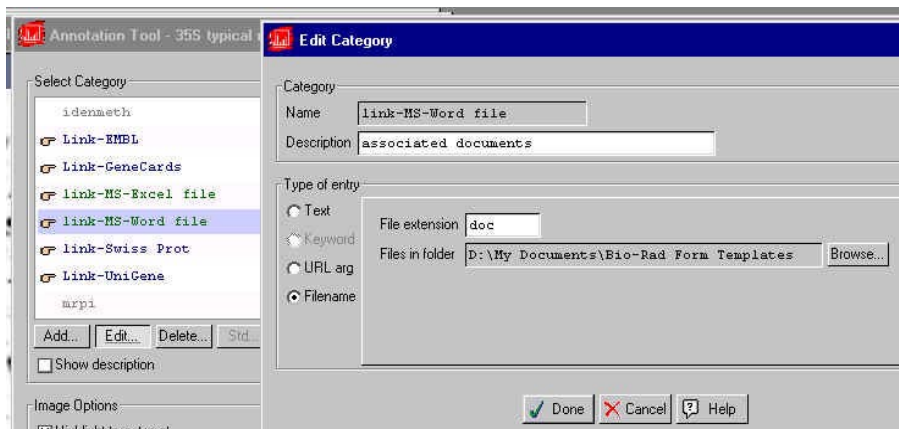 Annotation Tool - 35S typical
Select Category
idenmeth
Link-EMBL
Link-GeneCards
link-MS-Excel file
link-MS-Word file
link-Swiss Prot
Link-UniGene
mrpi
Add... Edit... Delete... Std...
Show description
Image Options
Edit Category
Category
Name link-MS-Word file
Description associated documents
Type of entry
Text
Keyword
URL arg
Filename
File extension doc
Files in folder D:\My Documents\Bio-Rad Form Templates Browse...
Done Cancel Help